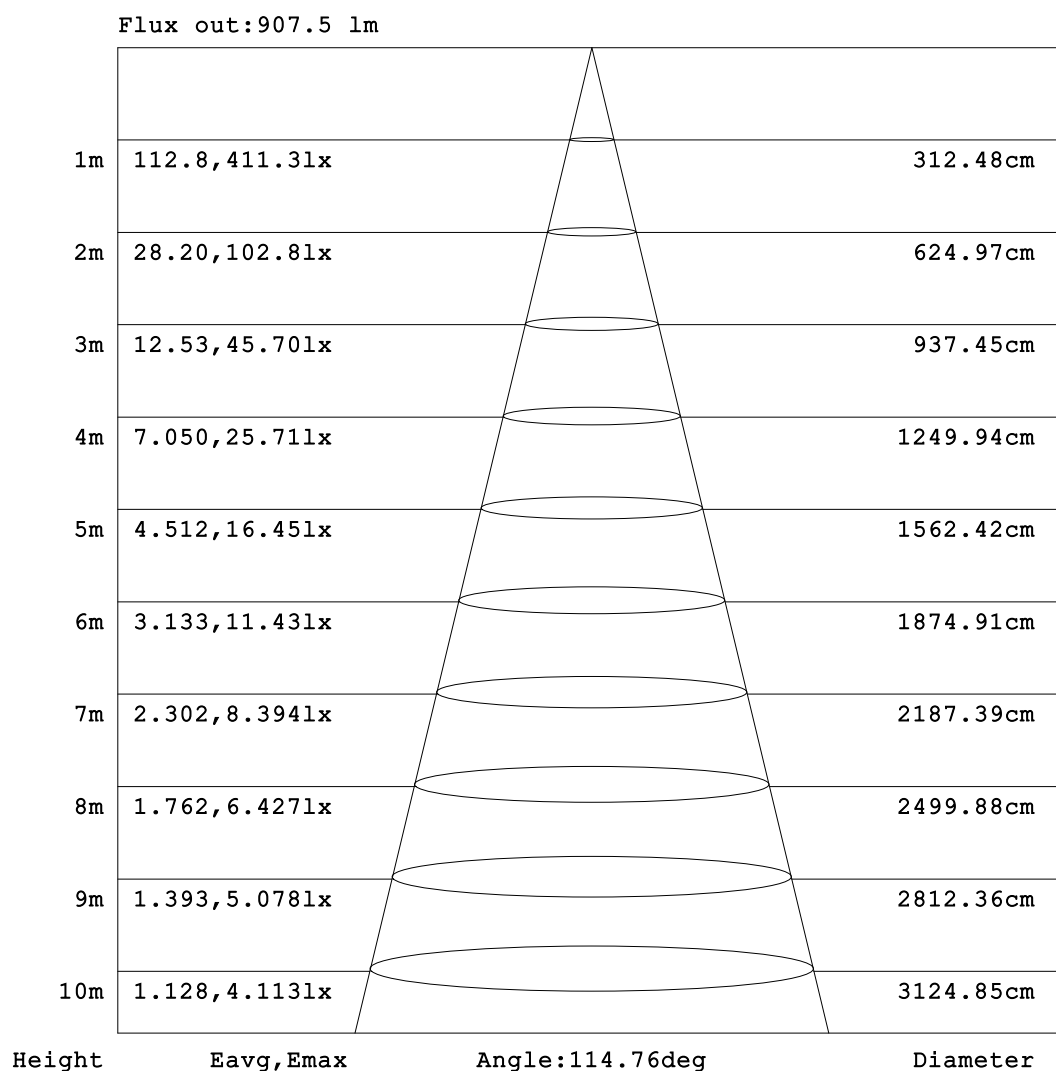 Flux out:907.5 lm
1m 112.8,411.3lx 312.48cm
2m 28.20,102.8lx 624.97cm
3m 12.53,45.70lx 937.45cm
4m 7.050,25.71lx 1249.94cm
5m 4.512,16.45lx 1562.42cm
6m 3.133,11.43lx 1874.91cm
7m 2.302,8.394lx 2187.39cm
8m 1.762,6.427lx 2499.88cm
9m 1.393,5.078lx 2812.36cm
10m 1.128,4.113lx 3124.85cm
Height Eavg,Emax Angle:114.76deg Diameter